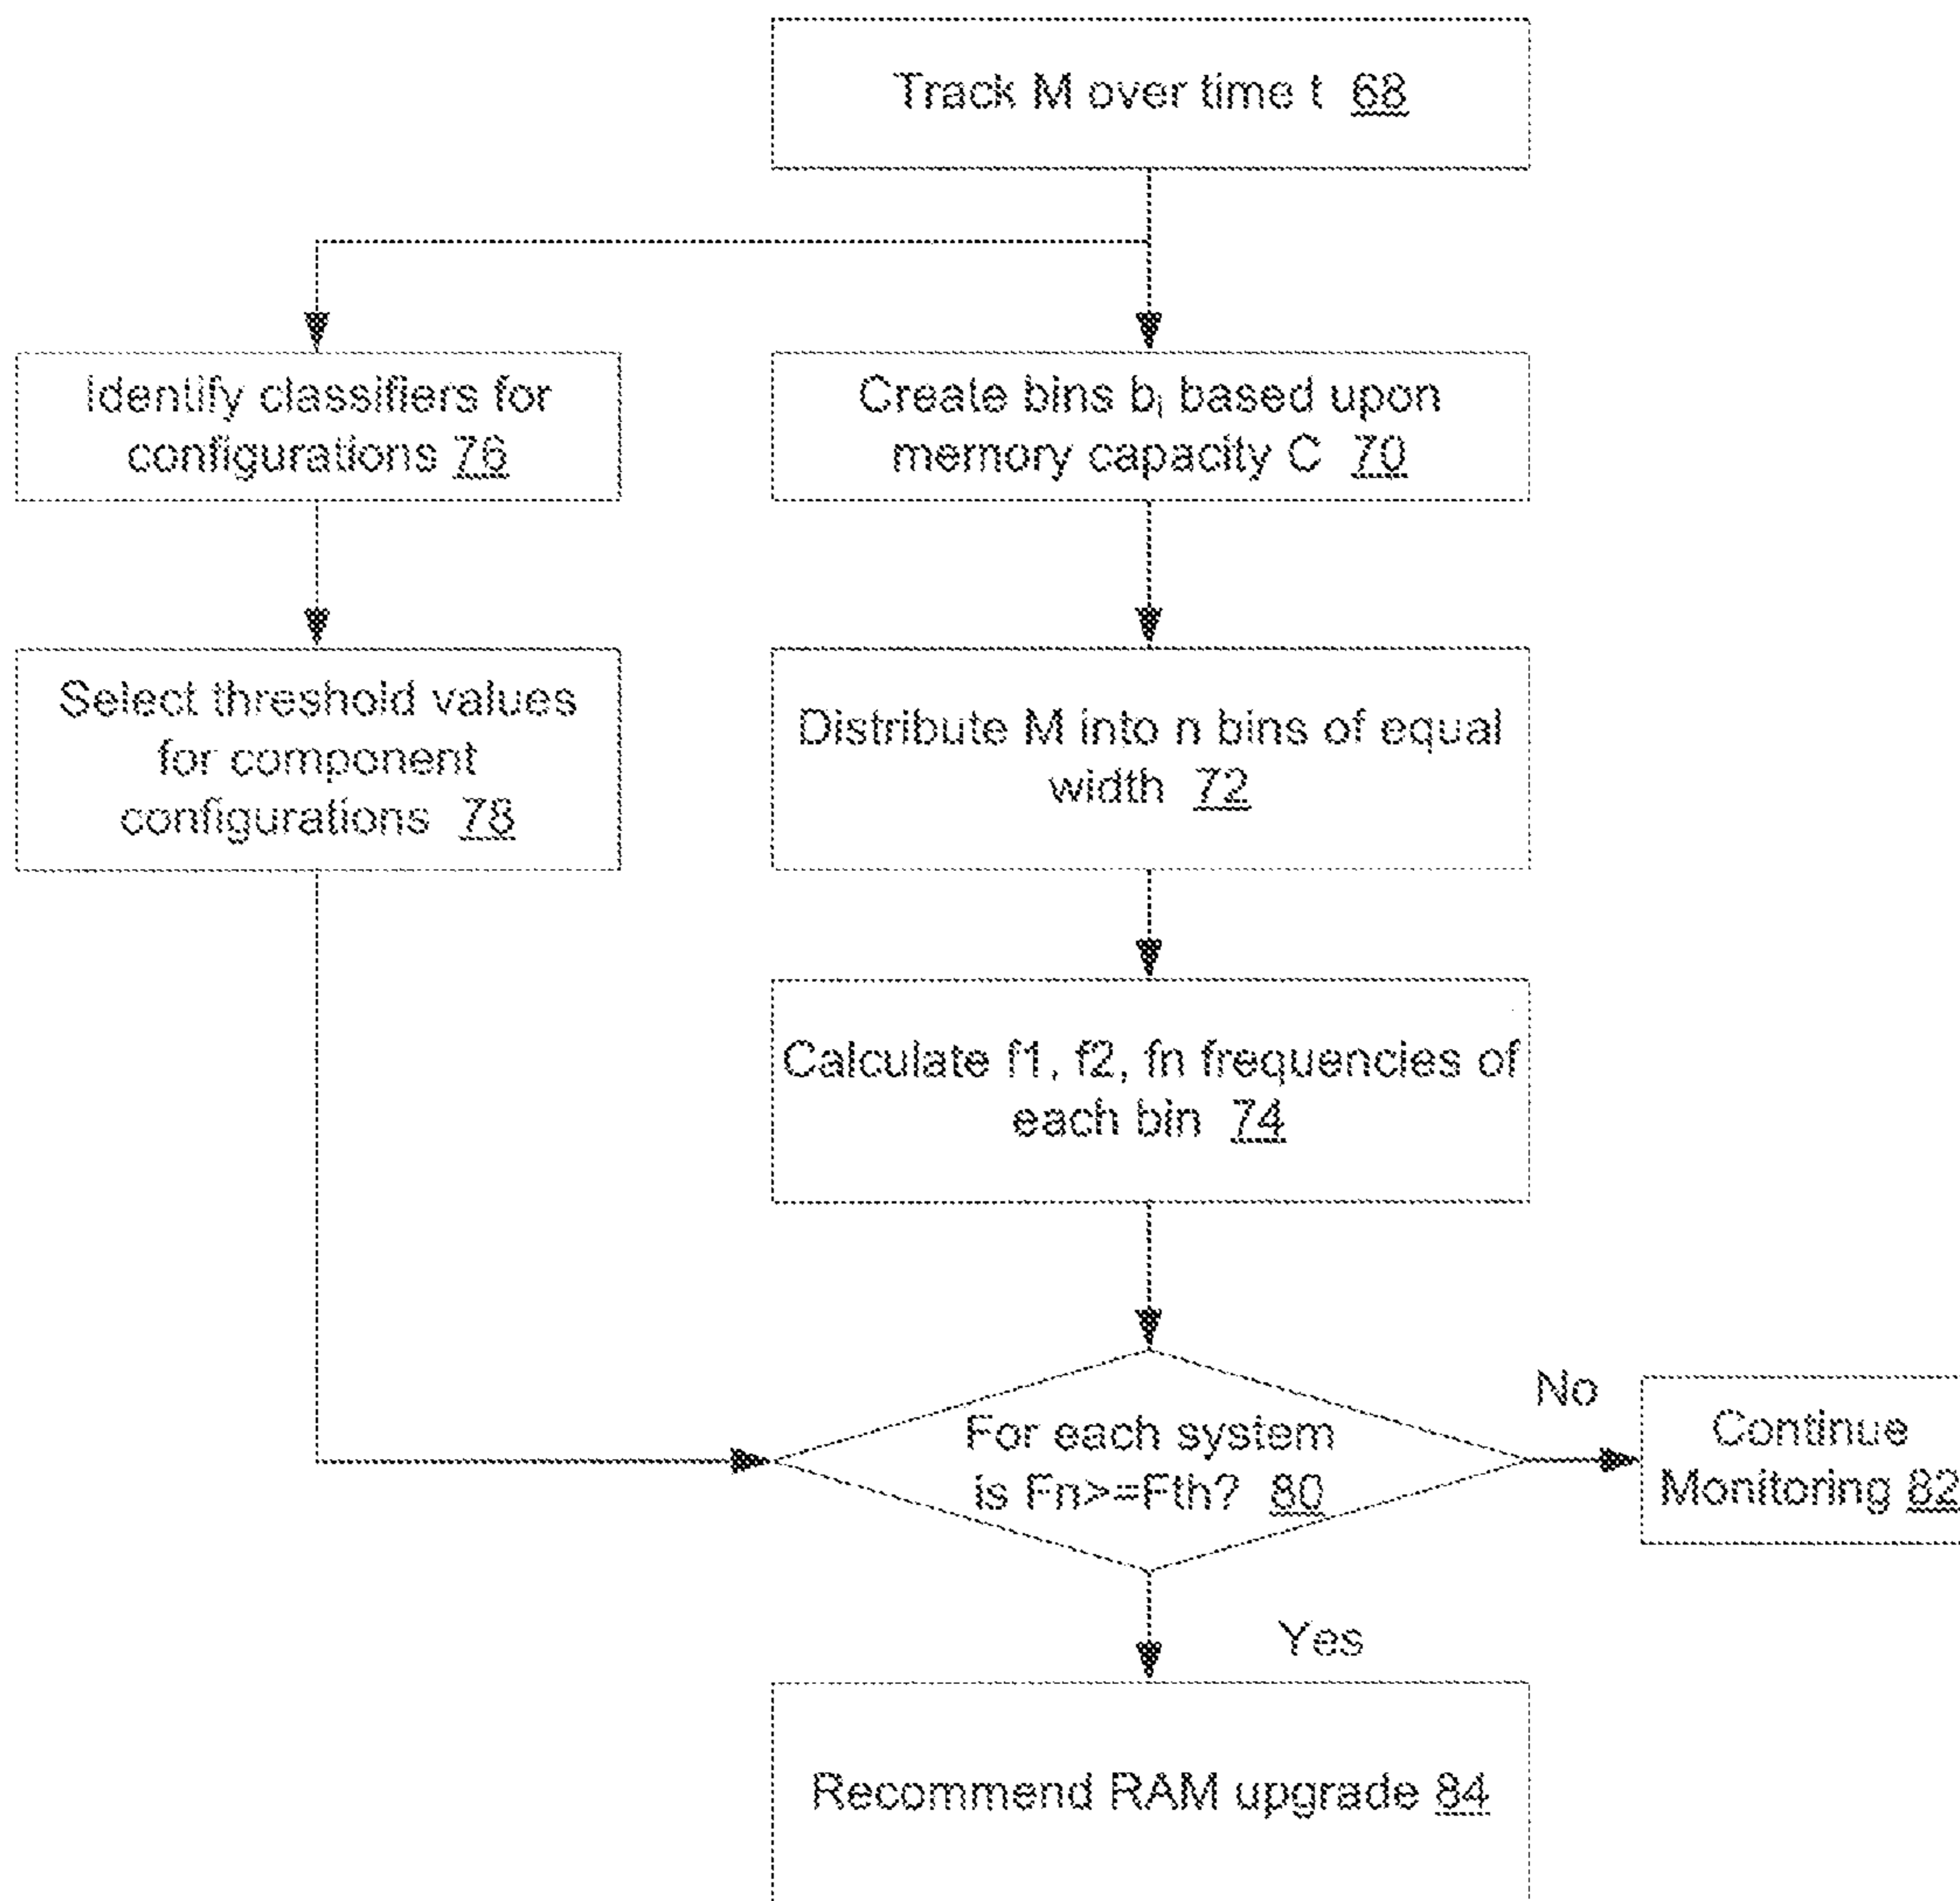 Track M over time t 68
Identify classifiers for
configurations 76
Create bins bᵢ based upon
memory capacity C 70
Select threshold values
for component
configurations 78
Distribute M into n bins of equal
width 72
Calculate f1, f2, fn frequencies of
each bin 74
For each system
is Fn>=Fth? 80
No
Continue
Monitoring 82
Yes
Recommend RAM upgrade 84